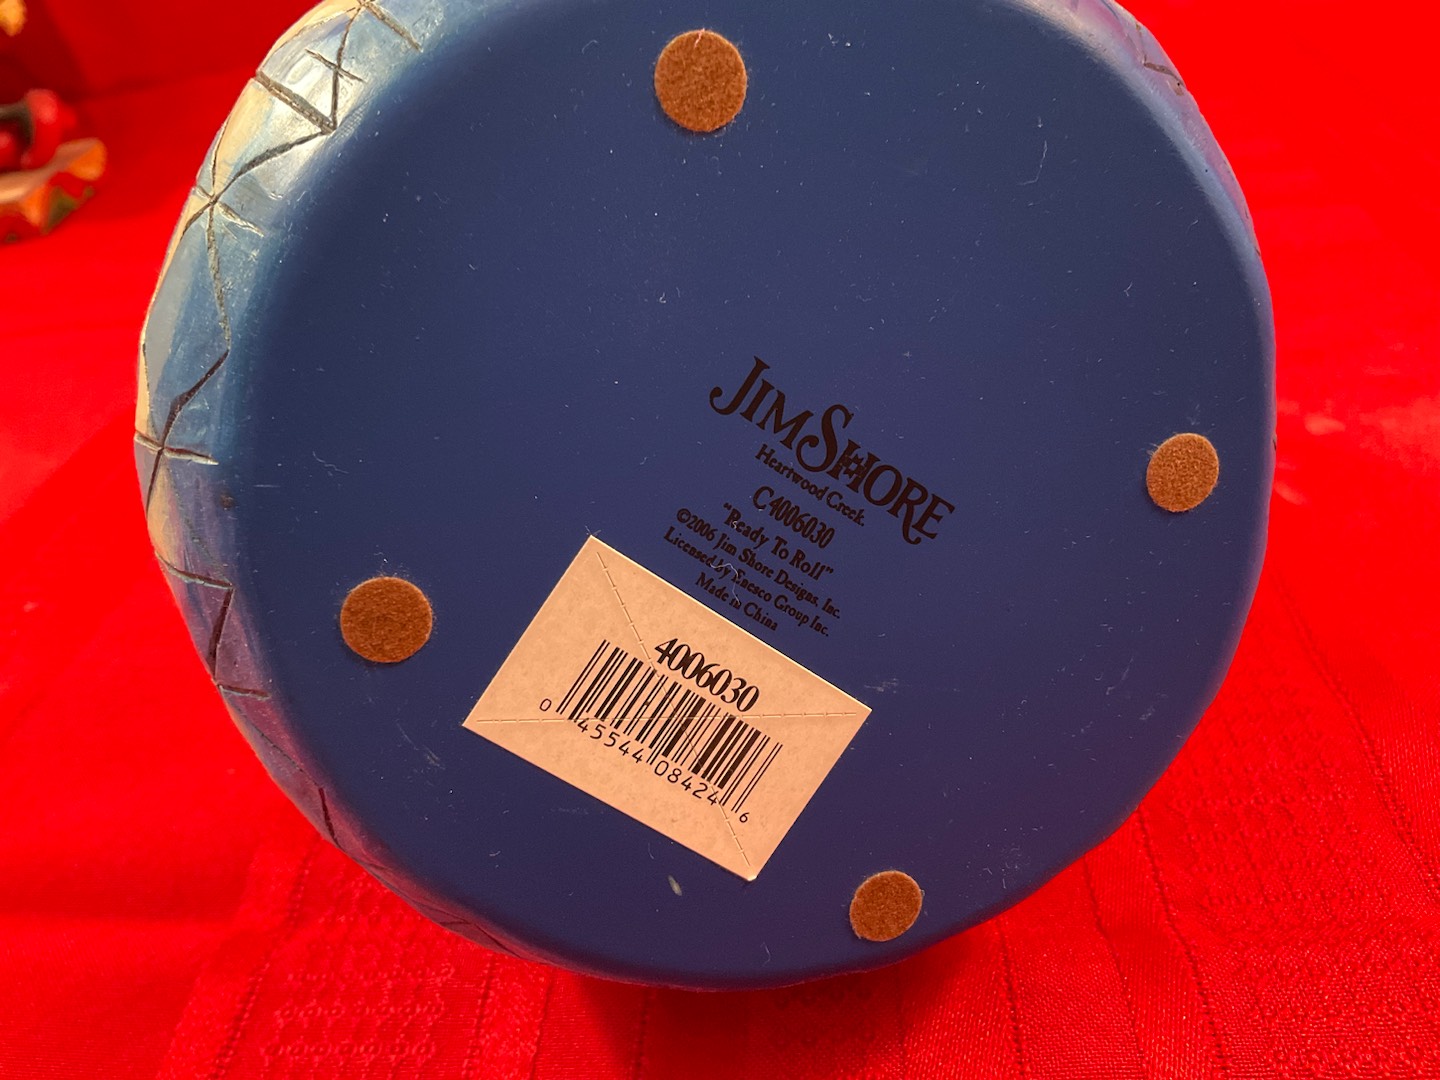 JIM SHORE
Heartwood Creek.
C4006030
"Ready To Roll"
©2006 Jim Shore Designs, Inc.
Licensed by Enesco Group Inc.
Made in China
4006030
0 45544 08424 6